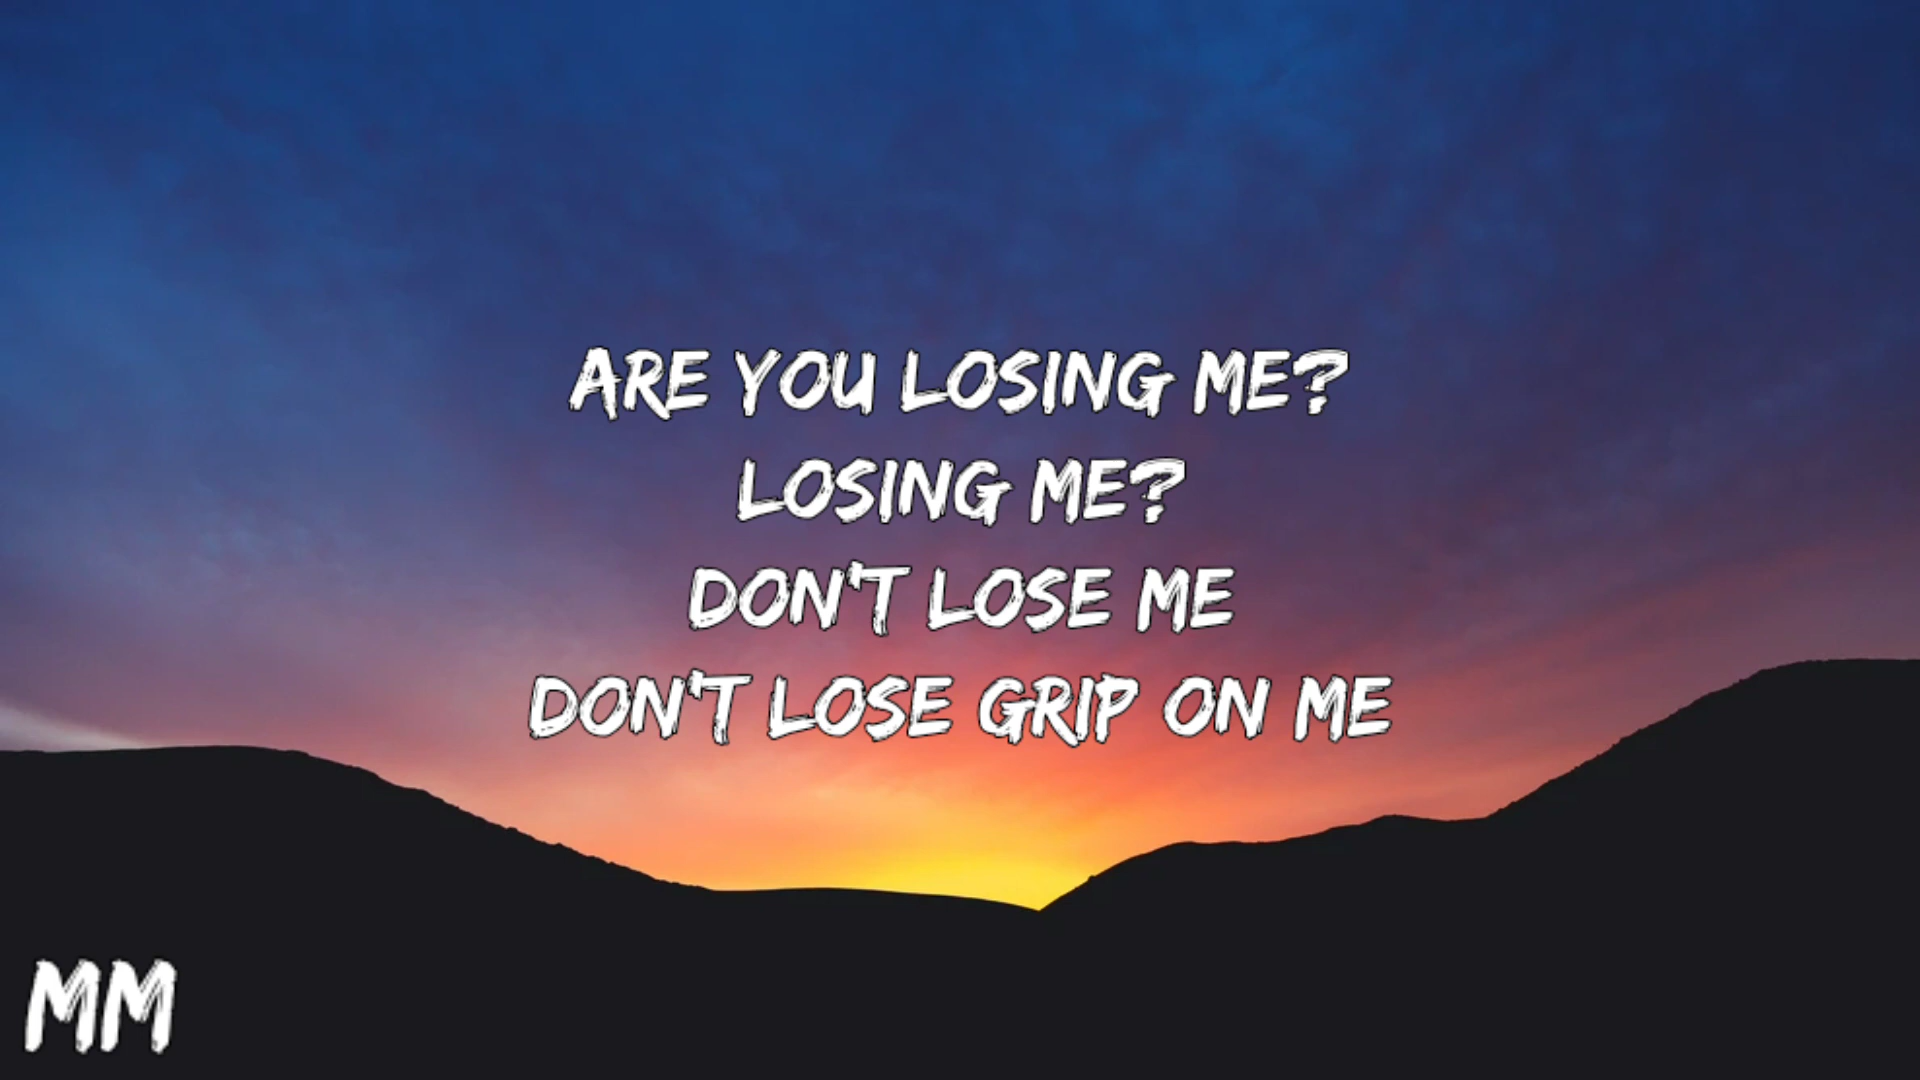 ARE YOU LOSING ME?
LOSING ME?
DON'T LOSE ME
DON'T LOSE GRIP ON ME
MM